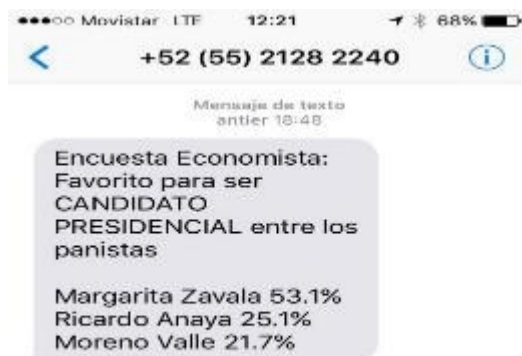 Movistar LTE 12:21 68%
+52 (55) 2128 2240
Mensaje de texto
antier 18:48
Encuesta Economista:
Favorito para ser
CANDIDATO
PRESIDENCIAL entre los
panistas
Margarita Zavala 53.1%
Ricardo Anaya 25.1%
Moreno Valle 21.7%